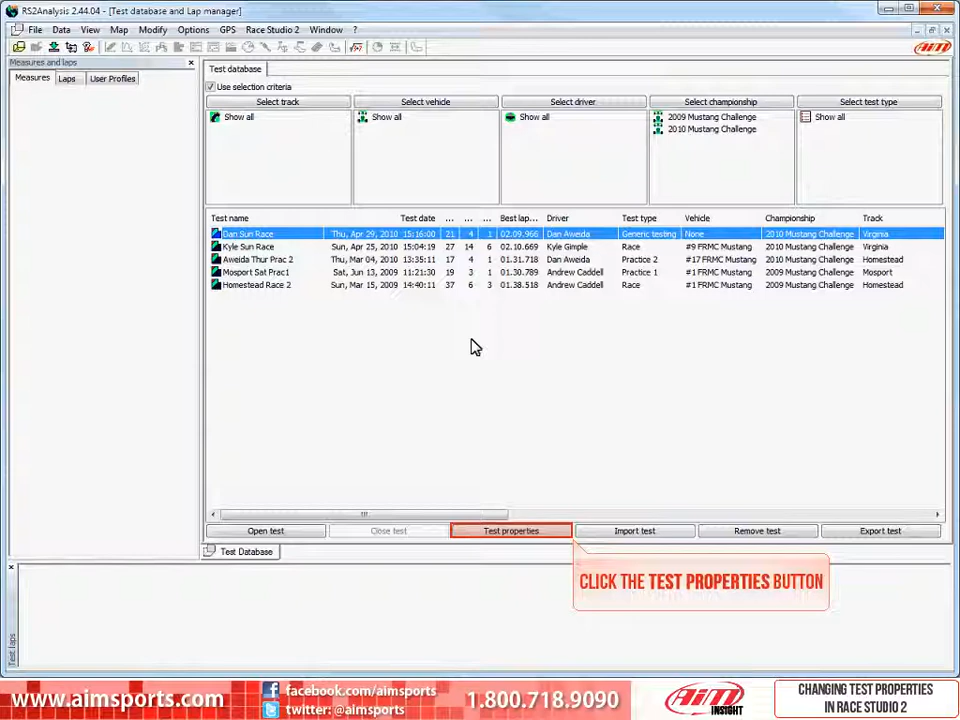 RS2Analysis 2.44.04 - [Test database and Lap manager]
File Data View Map Modify Options GPS Race Studio 2 Window ?
AiM
Measures and laps
Measures Laps User Profiles
Test database
Use selection criteria
Select track Select vehicle Select driver Select championship Select test type
Show all Show all Show all 2009 Mustang Challenge Show all
2010 Mustang Challenge
Test name Test date ... ... ... Best lap... Driver Test type Vehicle Championship Track
Dan Sun Race Thu, Apr 29, 2010 15:16:00 21 4 1 02.09.966 Dan Aweida Generic testing None 2010 Mustang Challenge Virginia
Kyle Sun Race Sun, Apr 25, 2010 15:04:19 27 14 6 02.10.669 Kyle Gimple Race #9 FRMC Mustang 2010 Mustang Challenge Virginia
Aweida Thur Prac 2 Thu, Mar 04, 2010 13:35:11 17 4 1 01.31.718 Dan Aweida Practice 2 #17 FRMC Mustang 2010 Mustang Challenge Homestead
Mosport Sat Prac1 Sat, Jun 13, 2009 11:21:30 19 3 1 01.30.789 Andrew Caddell Practice 1 #1 FRMC Mustang 2009 Mustang Challenge Mosport
Homestead Race 2 Sun, Mar 15, 2009 14:40:11 37 6 3 01.38.518 Andrew Caddell Race #1 FRMC Mustang 2009 Mustang Challenge Homestead
Open test Close test Test properties Import test Remove test Export test
Test Database
CLICK THE TEST PROPERTIES BUTTON
Test laps
www.aimsports.com
facebook.com/aimsports
twitter:@aimsports
1.800.718.9090
AiM
INSIGHT
CHANGING TEST PROPERTIES
IN RACE STUDIO 2